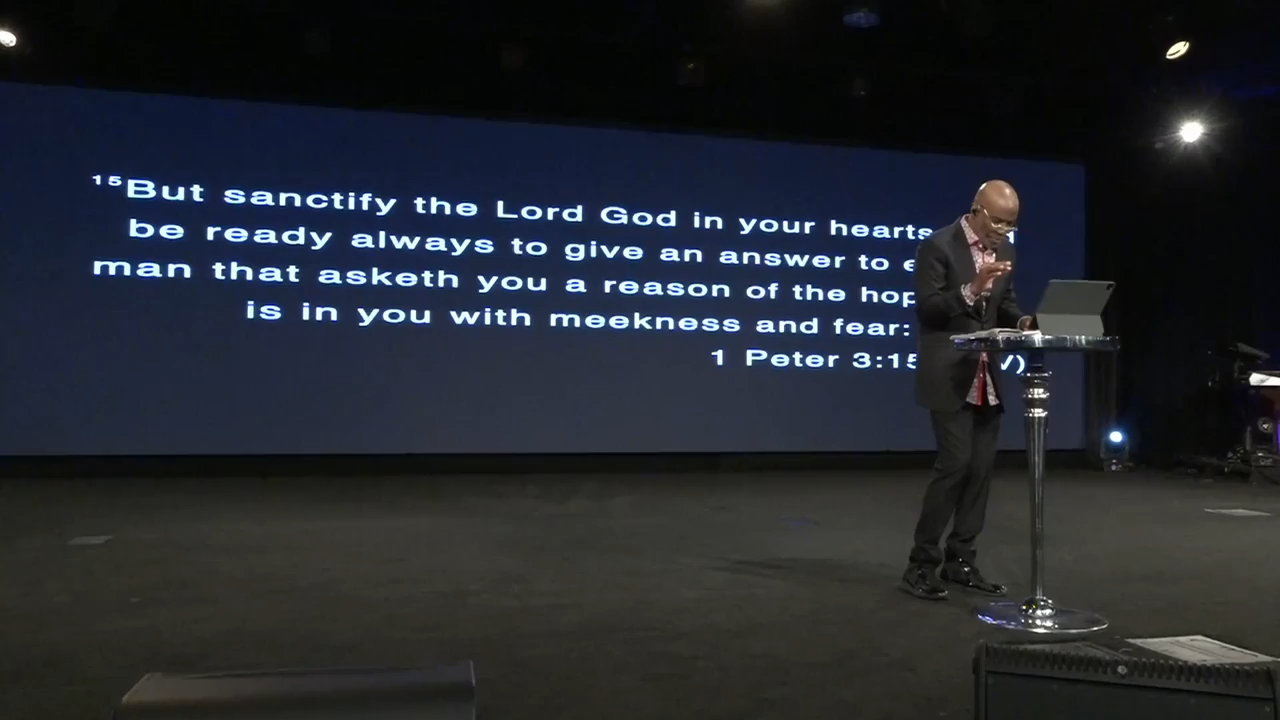 ¹⁵But sanctify the Lord God in your hearts
be ready always to give an answer to
man that asketh you a reason of the
is in you with meekness and fear:
1 Peter 3:15